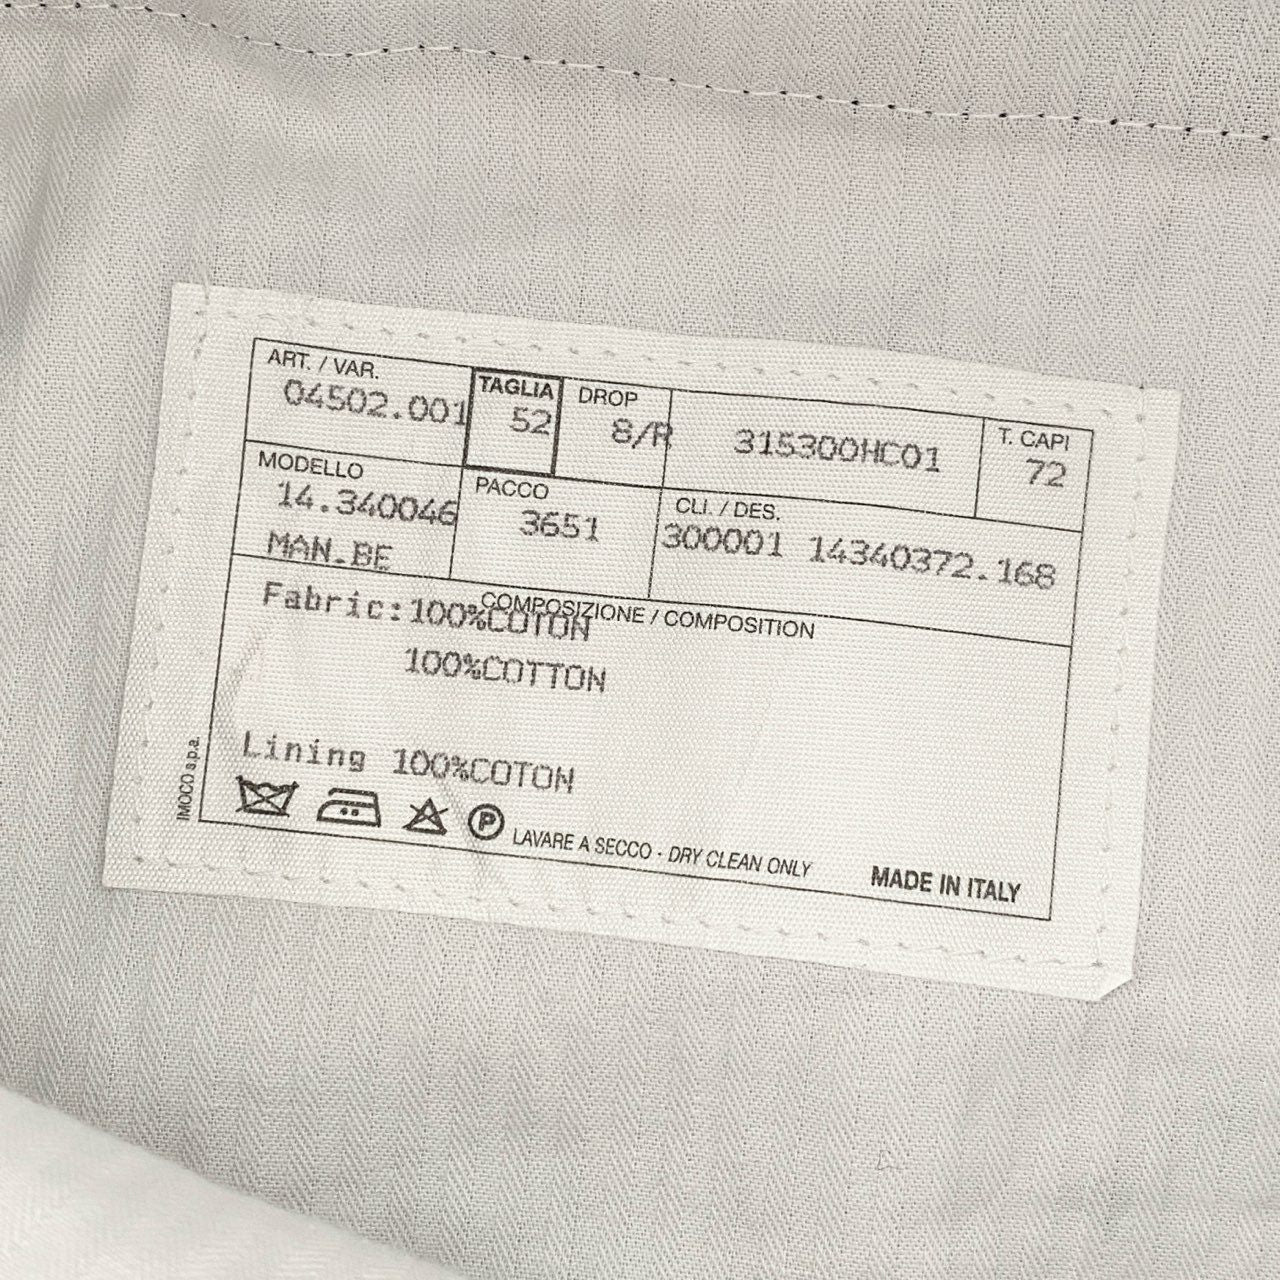 ART. / VAR.
04502.001
TAGLIA
52
DROP
8/R
315300HC01
T. CAPI
72
MODELLO
14.340046
MAN.BE
PACCO
3651
CLI. / DES.
300001 14340372.168
COMPOSIZIONE / COMPOSITION
Fabric:100%COTON
100%COTTON
Lining 100%COTON
P LAVARE A SECCO - DRY CLEAN ONLY
MADE IN ITALY
IMOCO s.p.a.